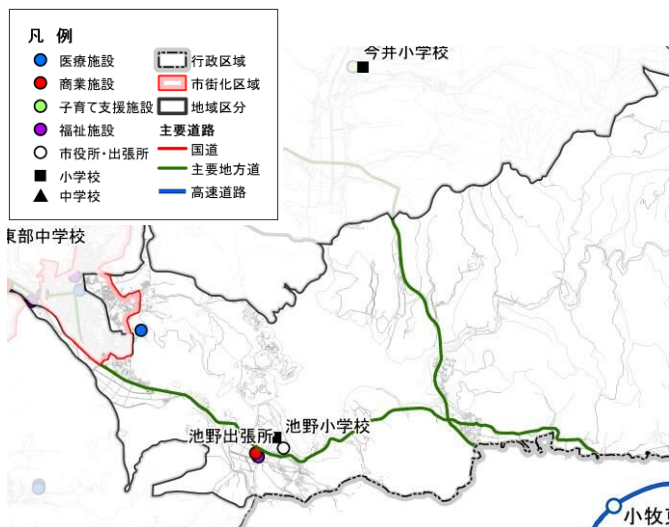 凡 例
医療施設
商業施設
子育て支援施設
福祉施設
市役所・出張所
小学校
中学校
行政区域
市街化区域
地域区分
主要道路
国道
主要地方道
高速道路
今井小学校
東部中学校
池野小学校
池野出張所
小牧